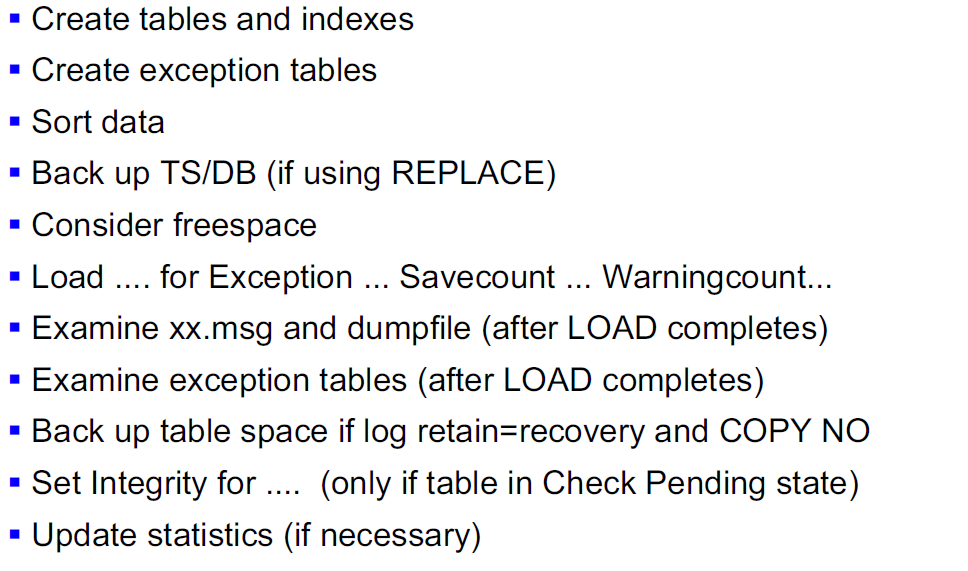 ▪ Create tables and indexes
▪ Create exception tables
▪ Sort data
▪ Back up TS/DB (if using REPLACE)
▪ Consider freespace
▪ Load .... for Exception ... Savecount ... Warningcount...
▪ Examine xx.msg and dumpfile (after LOAD completes)
▪ Examine exception tables (after LOAD completes)
▪ Back up table space if log retain=recovery and COPY NO
▪ Set Integrity for ....  (only if table in Check Pending state)
▪ Update statistics (if necessary)